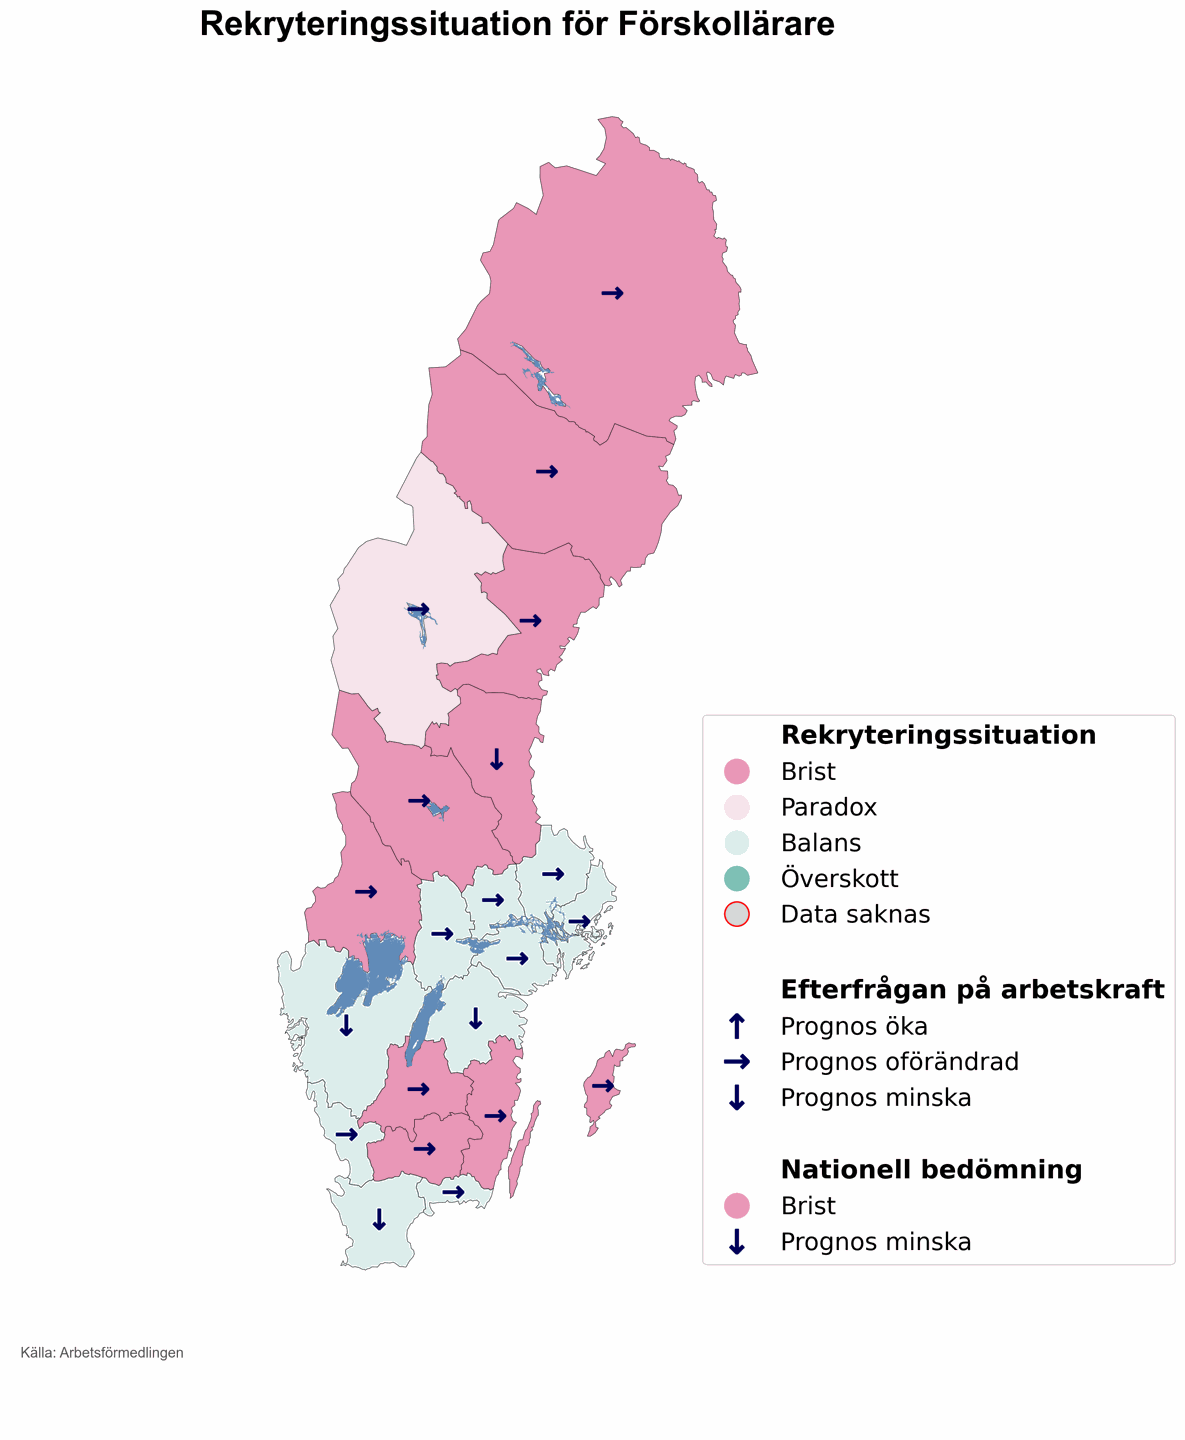 Rekryteringssituation för Förskollärare
Rekryteringssituation
Brist
Paradox
Balans
Överskott
Data saknas
Efterfrågan på arbetskraft
Prognos öka
Prognos oförändrad
Prognos minska
Nationell bedömning
Brist
Prognos minska
Källa: Arbetsförmedlingen